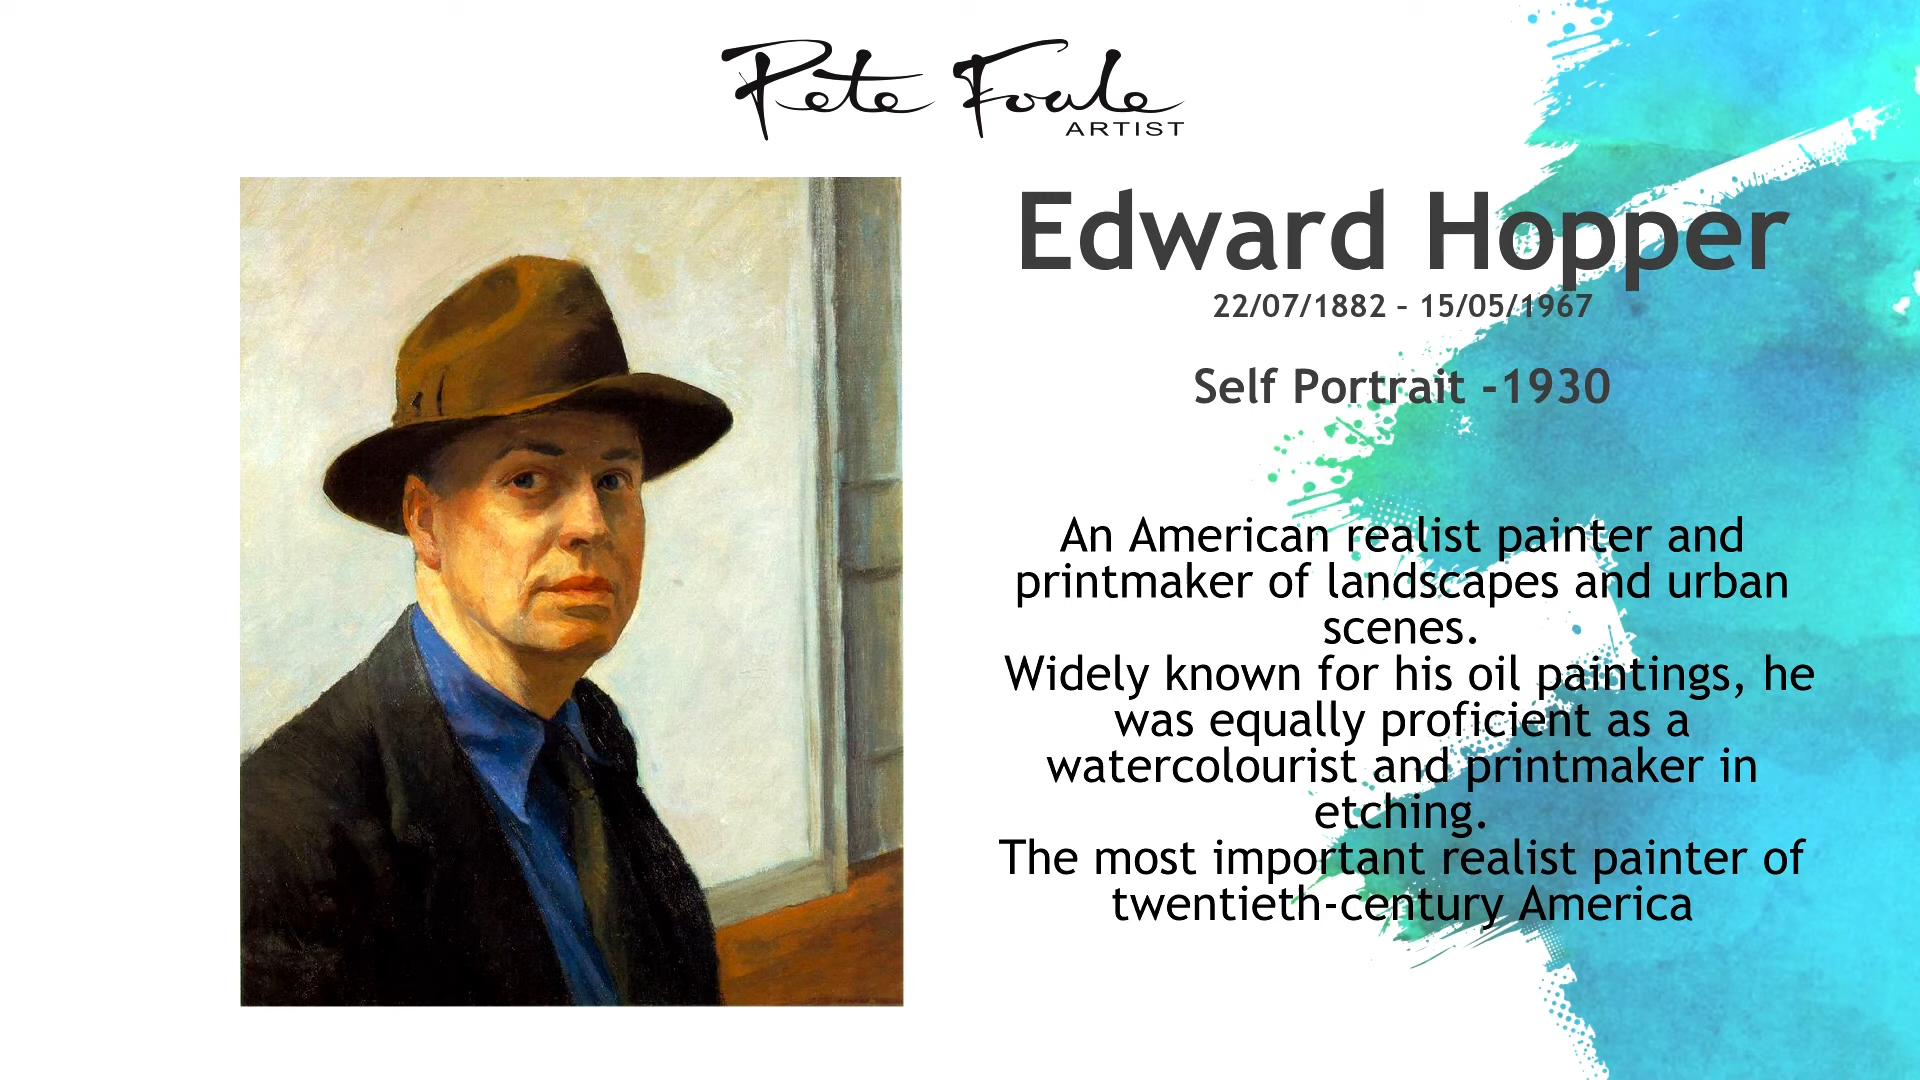 Pete Foule
ARTIST
Edward Hopper
22/07/1882 - 15/05/1967
Self Portrait -1930
An American realist painter and
printmaker of landscapes and urban
scenes.
Widely known for his oil paintings, he
was equally proficient as a
watercolourist and printmaker in
etching.
The most important realist painter of
twentieth-century America